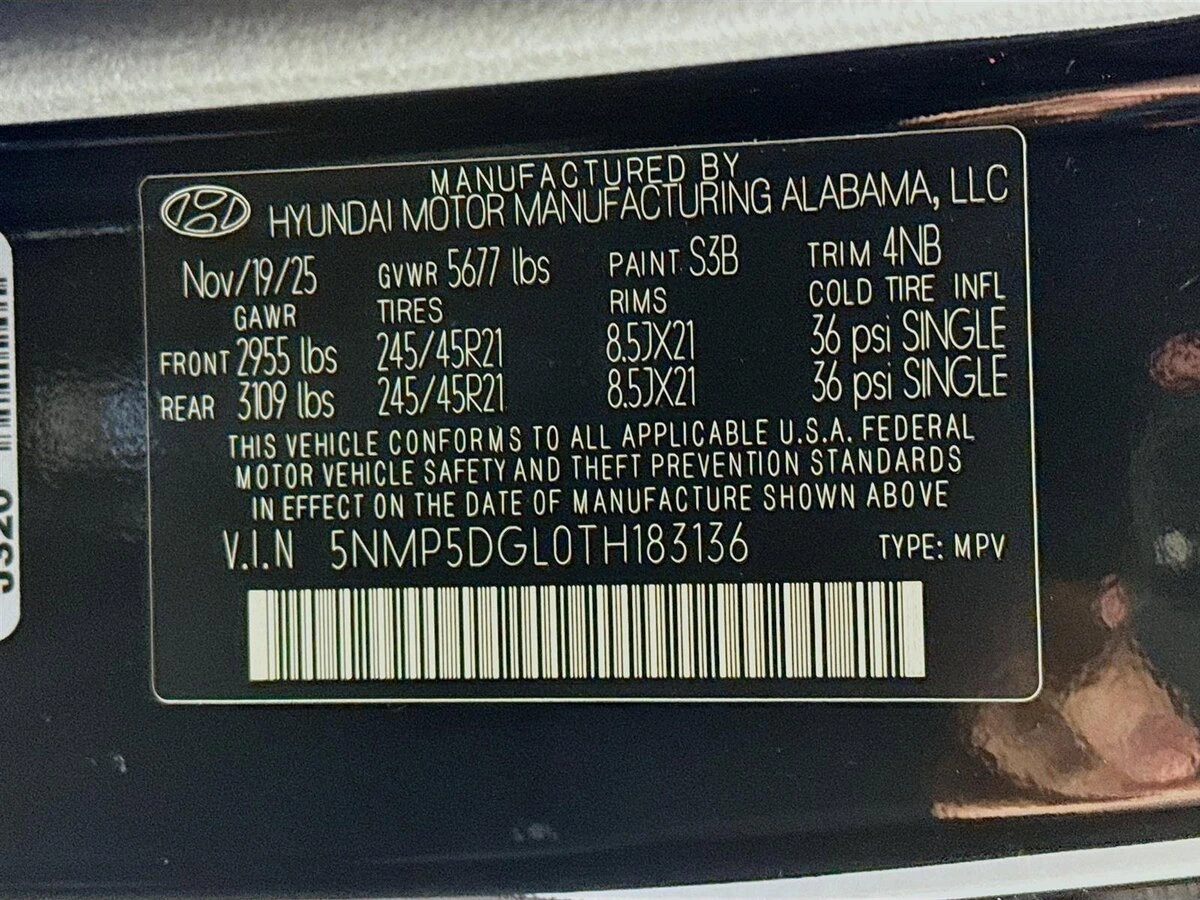 MANUFACTURED BY
HYUNDAI MOTOR MANUFACTURING ALABAMA, LLC
Nov/19/25 GVWR 5677 lbs PAINT S3B TRIM 4NB
GAWR TIRES RIMS COLD TIRE INFL
FRONT 2955 lbs 245/45R21 8.5JX21 36 psi SINGLE
REAR 3109 lbs 245/45R21 8.5JX21 36 psi SINGLE
THIS VEHICLE CONFORMS TO ALL APPLICABLE U.S.A. FEDERAL
MOTOR VEHICLE SAFETY AND THEFT PREVENTION STANDARDS
IN EFFECT ON THE DATE OF MANUFACTURE SHOWN ABOVE
V.I.N 5NMP5DGL0TH183136 TYPE: MPV